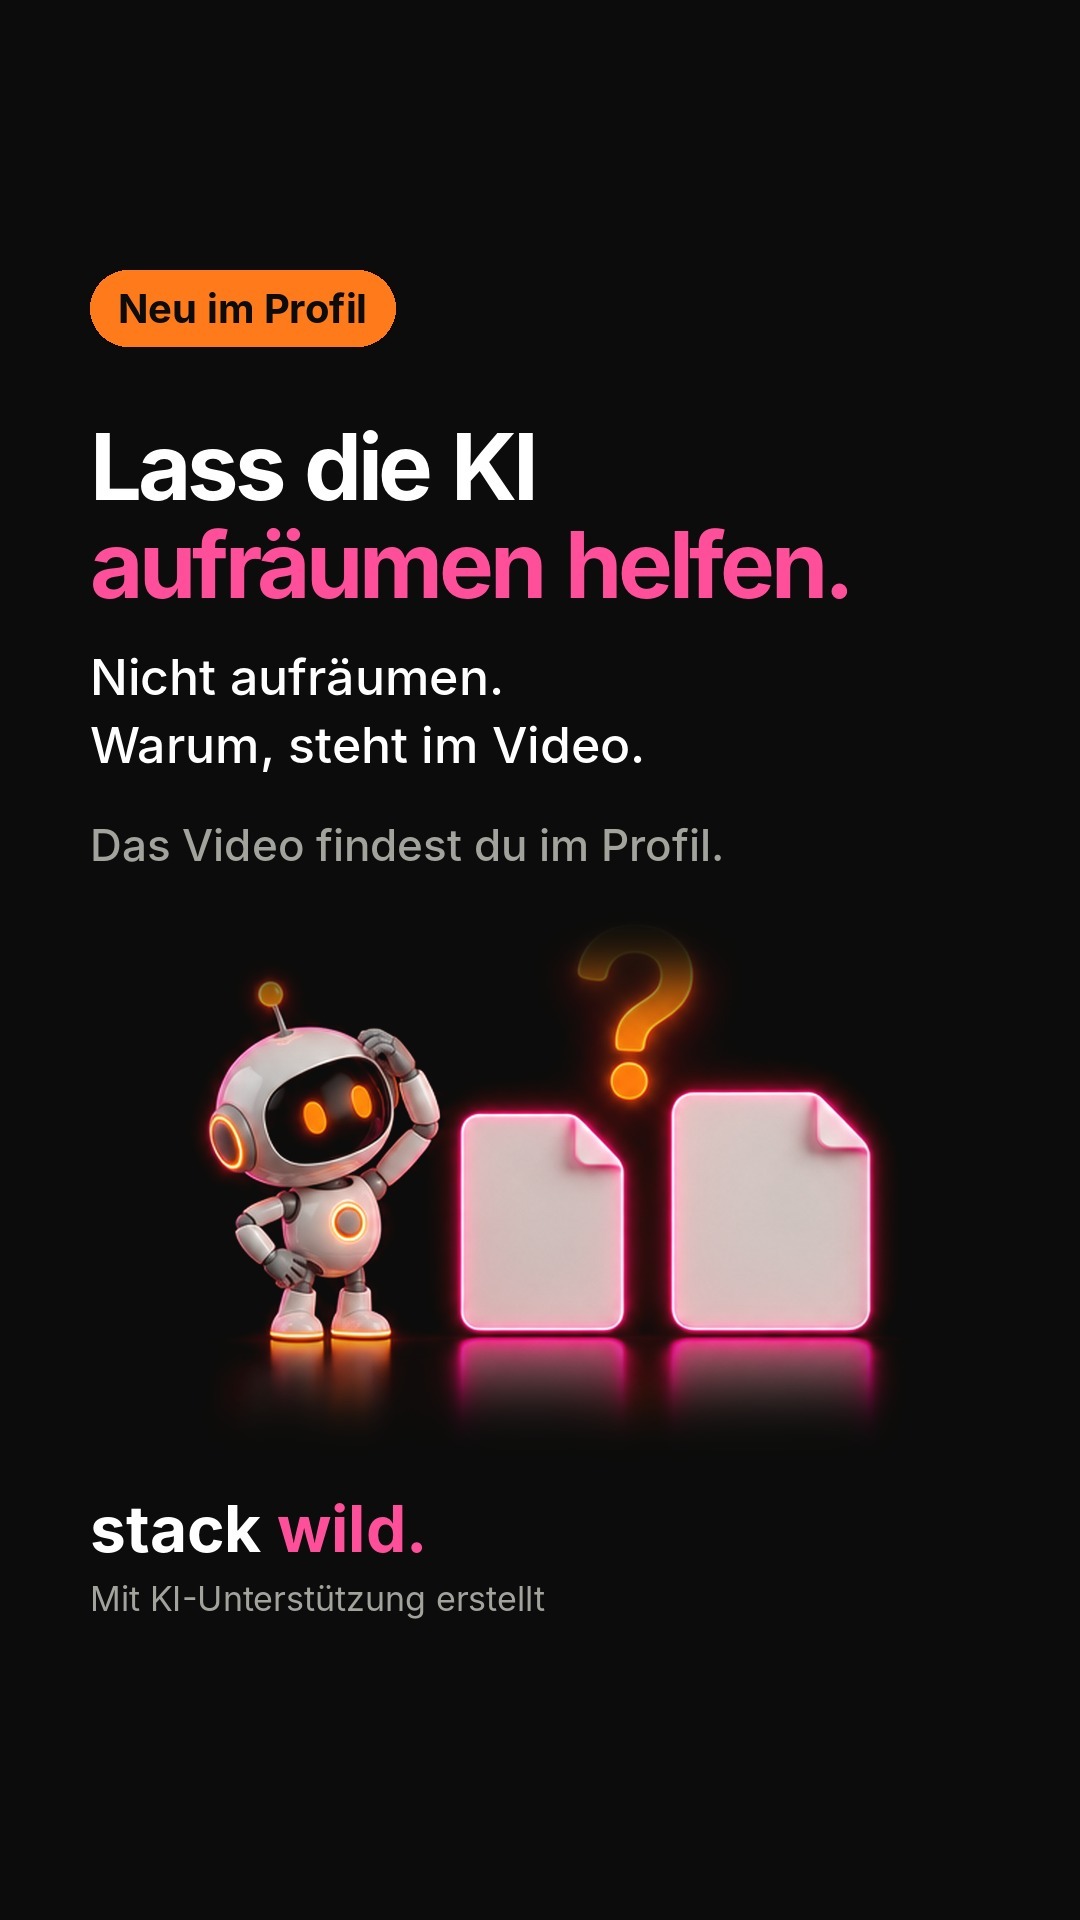 Neu im Profil
Lass die KI
aufräumen helfen.
Nicht aufräumen.
Warum, steht im Video.
Das Video findest du im Profil.
?
stack wild.
Mit KI-Unterstützung erstellt